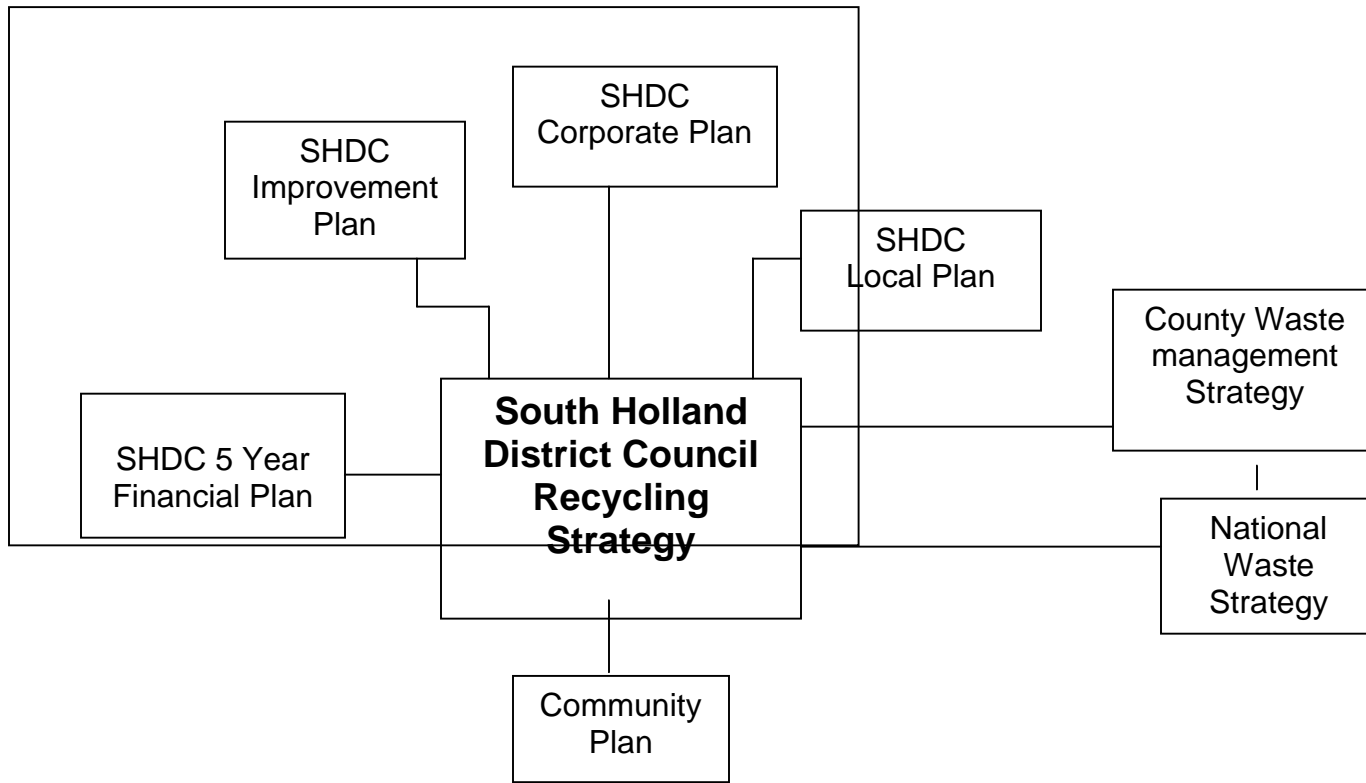 SHDC
Corporate Plan
SHDC
Improvement
Plan
SHDC
Local Plan
County Waste
management
Strategy
South Holland
District Council
Recycling
Strategy
SHDC 5 Year
Financial Plan
National
Waste
Strategy
Community
Plan